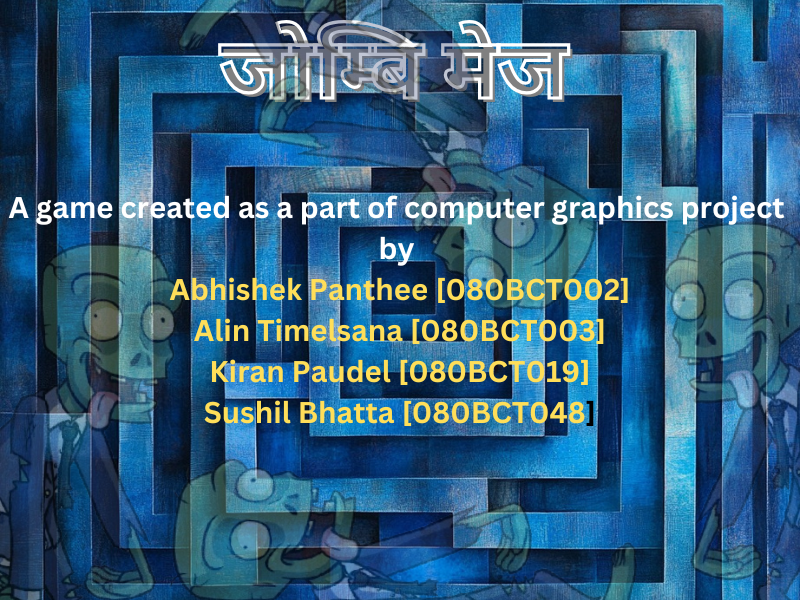 जोम्बि मेज
A game created as a part of computer graphics project
by
Abhishek Panthee [080BCT002]
Alin Timelsana [080BCT003]
Kiran Paudel [080BCT019]
Sushil Bhatta [080BCT048]